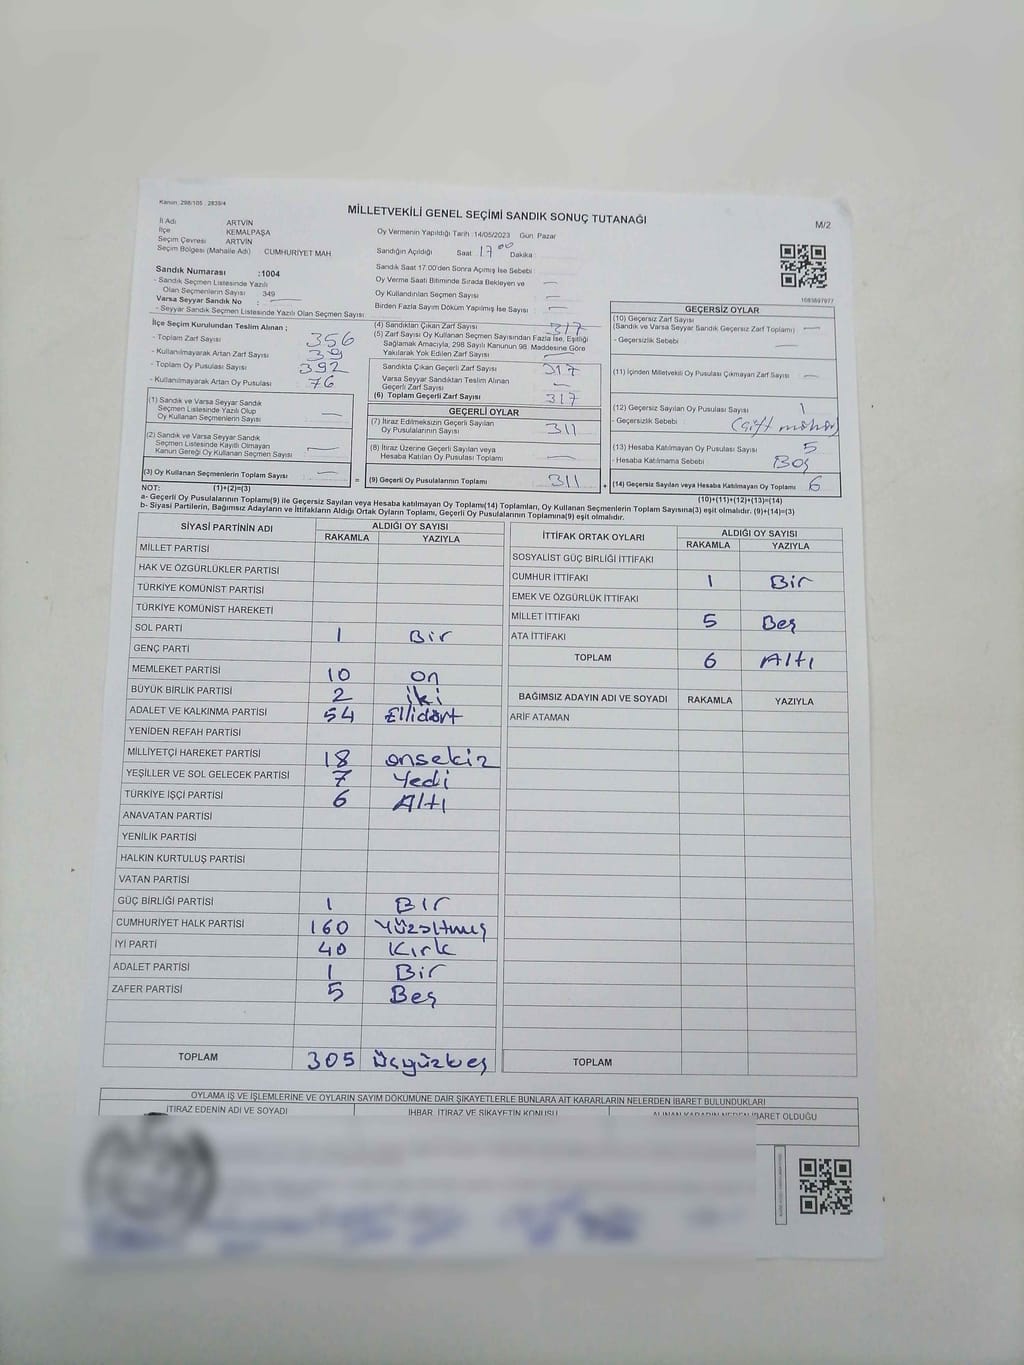 Kanun: 298/105 : 2839/4
MİLLETVEKİLİ GENEL SEÇİMİ SANDIK SONUÇ TUTANAĞI
M/2
İl Adı ARTVİN
İlçe KEMALPAŞA
Seçim Çevresi ARTVİN
Seçim Bölgesi (Mahalle Adı) CUMHURİYET MAH
Sandık Numarası :1004
- Sandık Seçmen Listesinde Yazılı
Olan Seçmenlerin Sayısı 349
Varsa Seyyar Sandık No :
- Seyyar Sandık Seçmen Listesinde Yazılı Olan Seçmen Sayısı
Oy Vermenin Yapıldığı Tarih :14/05/2023 Gün Pazar
Sandığın Açıldığı Saat 17 00 Dakika
Sandık Saat 17.00'den Sonra Açılmış İse Sebebi
Oy Verme Saati Bitiminde Sırada Bekleyen ve
Oy Kullandırılan Seçmen Sayısı
Birden Fazla Sayım Döküm Yapılmış İse Sayısı
1083897977
İlçe Seçim Kurulundan Teslim Alınan ;
- Toplam Zarf Sayısı 356
- Kullanılmayarak Artan Zarf Sayısı 39
- Toplam Oy Pusulası Sayısı 392
- Kullanılmayarak Artan Oy Pusulası 76
(1) Sandık ve Varsa Seyyar Sandık
Seçmen Listesinde Yazılı Olup
Oy Kullanan Seçmenlerin Sayısı
(2) Sandık ve Varsa Seyyar Sandık
Seçmen Listesinde Kayıtlı Olmayan
Kanun Gereği Oy Kullanan Seçmen Sayısı
(3) Oy Kullanan Seçmenlerin Toplam Sayısı
(4) Sandıktan Çıkan Zarf Sayısı 317
(5) Zarf Sayısı Oy Kullanan Seçmen Sayısından Fazla İse, Eşitliği
Sağlamak Amacıyla, 298 Sayılı Kanunun 98. Maddesine Göre
Yakılarak Yok Edilen Zarf Sayısı
Sandıkta Çıkan Geçerli Zarf Sayısı 317
Varsa Seyyar Sandıktan Teslim Alınan
Geçerli Zarf Sayısı
(6) Toplam Geçerli Zarf Sayısı 317
GEÇERLİ OYLAR
(7) İtiraz Edilmeksizin Geçerli Sayılan
Oy Pusulalarının Sayısı 311
(8) İtiraz Üzerine Geçerli Sayılan veya
Hesaba Katılan Oy Pusulası Toplamı
= (9) Geçerli Oy Pusulalarının Toplamı 311 +
GEÇERSİZ OYLAR
(10) Geçersiz Zarf Sayısı
(Sandık ve Varsa Seyyar Sandık Geçersiz Zarf Toplamı)
- Geçersizlik Sebebi
(11) İçinden Milletvekili Oy Pusulası Çıkmayan Zarf Sayısı
(12) Geçersiz Sayılan Oy Pusulası Sayısı 1
- Geçersizlik Sebebi (Çift mühür)
(13) Hesaba Katılmayan Oy Pusulası Sayısı 5
- Hesaba Katılmama Sebebi Boş
(14) Geçersiz Sayılan veya Hesaba Katılmayan Oy Toplamı 6
NOT: (1)+(2)=(3)
(10)+(11)+(12)+(13)=(14)
a- Geçerli Oy Pusulalarının Toplamı(9) ile Geçersiz Sayılan veya Hesaba katılmayan Oy Toplamı(14) Toplamları, Oy Kullanan Seçmenlerin Toplam Sayısına(3) eşit olmalıdır. (9)+(14)=(3)
b- Siyasi Partilerin, Bağımsız Adayların ve İttifakların Aldığı Ortak Oyların Toplamı, Geçerli Oy Pusulalarının Toplamına(9) eşit olmalıdır.
SİYASİ PARTİNİN ADI ALDIĞI OY SAYISI
RAKAMLA YAZIYLA
MİLLET PARTİSİ
HAK VE ÖZGÜRLÜKLER PARTİSİ
TÜRKİYE KOMÜNİST PARTİSİ
TÜRKİYE KOMÜNİST HAREKETİ
SOL PARTİ 1 Bir
GENÇ PARTİ
MEMLEKET PARTİSİ 10 on
BÜYÜK BİRLİK PARTİSİ 2 iki
ADALET VE KALKINMA PARTİSİ 54 Ellidört
YENİDEN REFAH PARTİSİ
MİLLİYETÇİ HAREKET PARTİSİ 18 onsekiz
YEŞİLLER VE SOL GELECEK PARTİSİ 7 Yedi
TÜRKİYE İŞÇİ PARTİSİ 6 Altı
ANAVATAN PARTİSİ
YENİLİK PARTİSİ
HALKIN KURTULUŞ PARTİSİ
VATAN PARTİSİ
GÜÇ BİRLİĞİ PARTİSİ 1 Bir
CUMHURİYET HALK PARTİSİ 160 Yüzaltmış
İYİ PARTİ 40 Kırk
ADALET PARTİSİ 1 Bir
ZAFER PARTİSİ 5 Beş
TOPLAM 305 Üçyüzbeş
İTTİFAK ORTAK OYLARI ALDIĞI OY SAYISI
RAKAMLA YAZIYLA
SOSYALİST GÜÇ BİRLİĞİ İTTİFAKI
CUMHUR İTTİFAKI 1 Bir
EMEK VE ÖZGÜRLÜK İTTİFAKI
MİLLET İTTİFAKI 5 Beş
ATA İTTİFAKI
TOPLAM 6 Altı
BAĞIMSIZ ADAYIN ADI VE SOYADI RAKAMLA YAZIYLA
ARİF ATAMAN
TOPLAM
OYLAMA İŞ VE İŞLEMLERİNE VE OYLARIN SAYIM DÖKÜMÜNE DAİR ŞİKAYETLERLE BUNLARA AİT KARARLARIN NELERDEN İBARET BULUNDUKLARI
İTİRAZ EDENİN ADI VE SOYADI İHBAR, İTİRAZ VE ŞİKAYETİN KONUSU ALINAN KARARIN NEDEN İBARET OLDUĞU